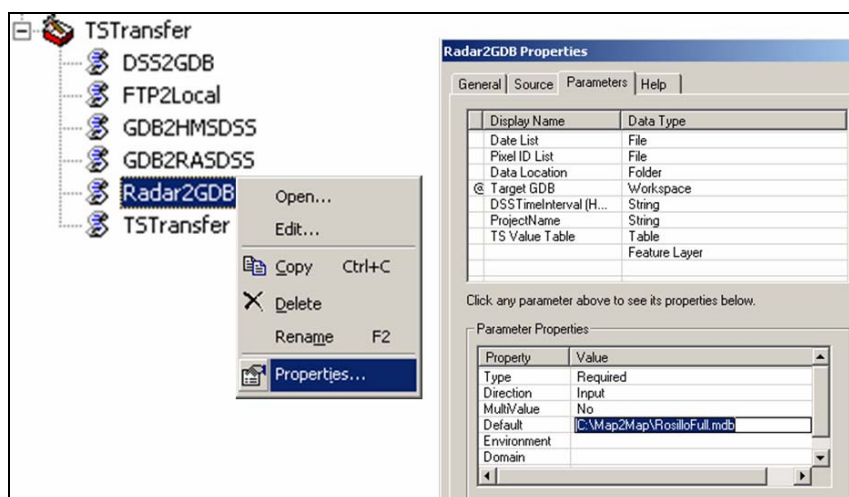 TSTransfer
DSS2GDB
FTP2Local
GDB2HMSDSS
GDB2RASDSS
Radar2GDB
TSTransfer
Open...
Edit...
Copy Ctrl+C
Delete
Rename F2
Properties...
Radar2GDB Properties
General Source Parameters Help
Display Name Data Type
Date List File
Pixel ID List File
Data Location Folder
@ Target GDB Workspace
DSSTimeInterval (H... String
ProjectName String
TS Value Table Table
Feature Layer
Click any parameter above to see its properties below.
Parameter Properties
Property Value
Type Required
Direction Input
MultiValue No
Default C:\Map2Map\RosilloFull.mdb
Environment
Domain